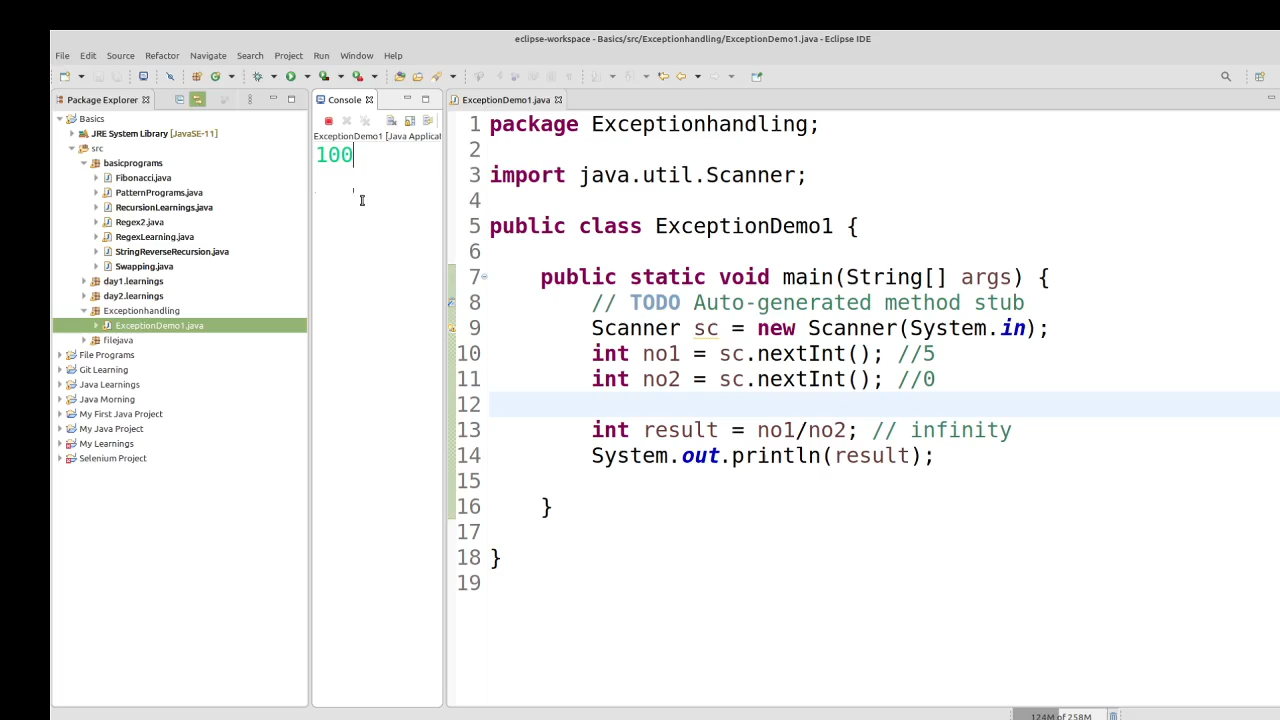 eclipse-workspace - Basics/src/Exceptionhandling/ExceptionDemo1.java - Eclipse IDE
File Edit Source Refactor Navigate Search Project Run Window Help
Package Explorer
Basics
JRE System Library [JavaSE-11]
src
basicprograms
Fibonacci.java
PatternPrograms.java
RecursionLearnings.java
Regex2.java
RegexLearning.java
StringReverseRecursion.java
Swapping.java
day1.learnings
day2.learnings
Exceptionhandling
ExceptionDemo1.java
filejava
File Programs
Git Learning
Java Learnings
Java Morning
My First Java Project
My Java Project
My Learnings
Selenium Project
Console
ExceptionDemo1 [Java Applicat
100
ExceptionDemo1.java
1 package Exceptionhandling;
2
3 import java.util.Scanner;
4
5 public class ExceptionDemo1 {
6
7 public static void main(String[] args) {
8 // TODO Auto-generated method stub
9 Scanner sc = new Scanner(System.in);
10 int no1 = sc.nextInt(); //5
11 int no2 = sc.nextInt(); //0
12
13 int result = no1/no2; // infinity
14 System.out.println(result);
15
16 }
17
18 }
19
124M of 258M